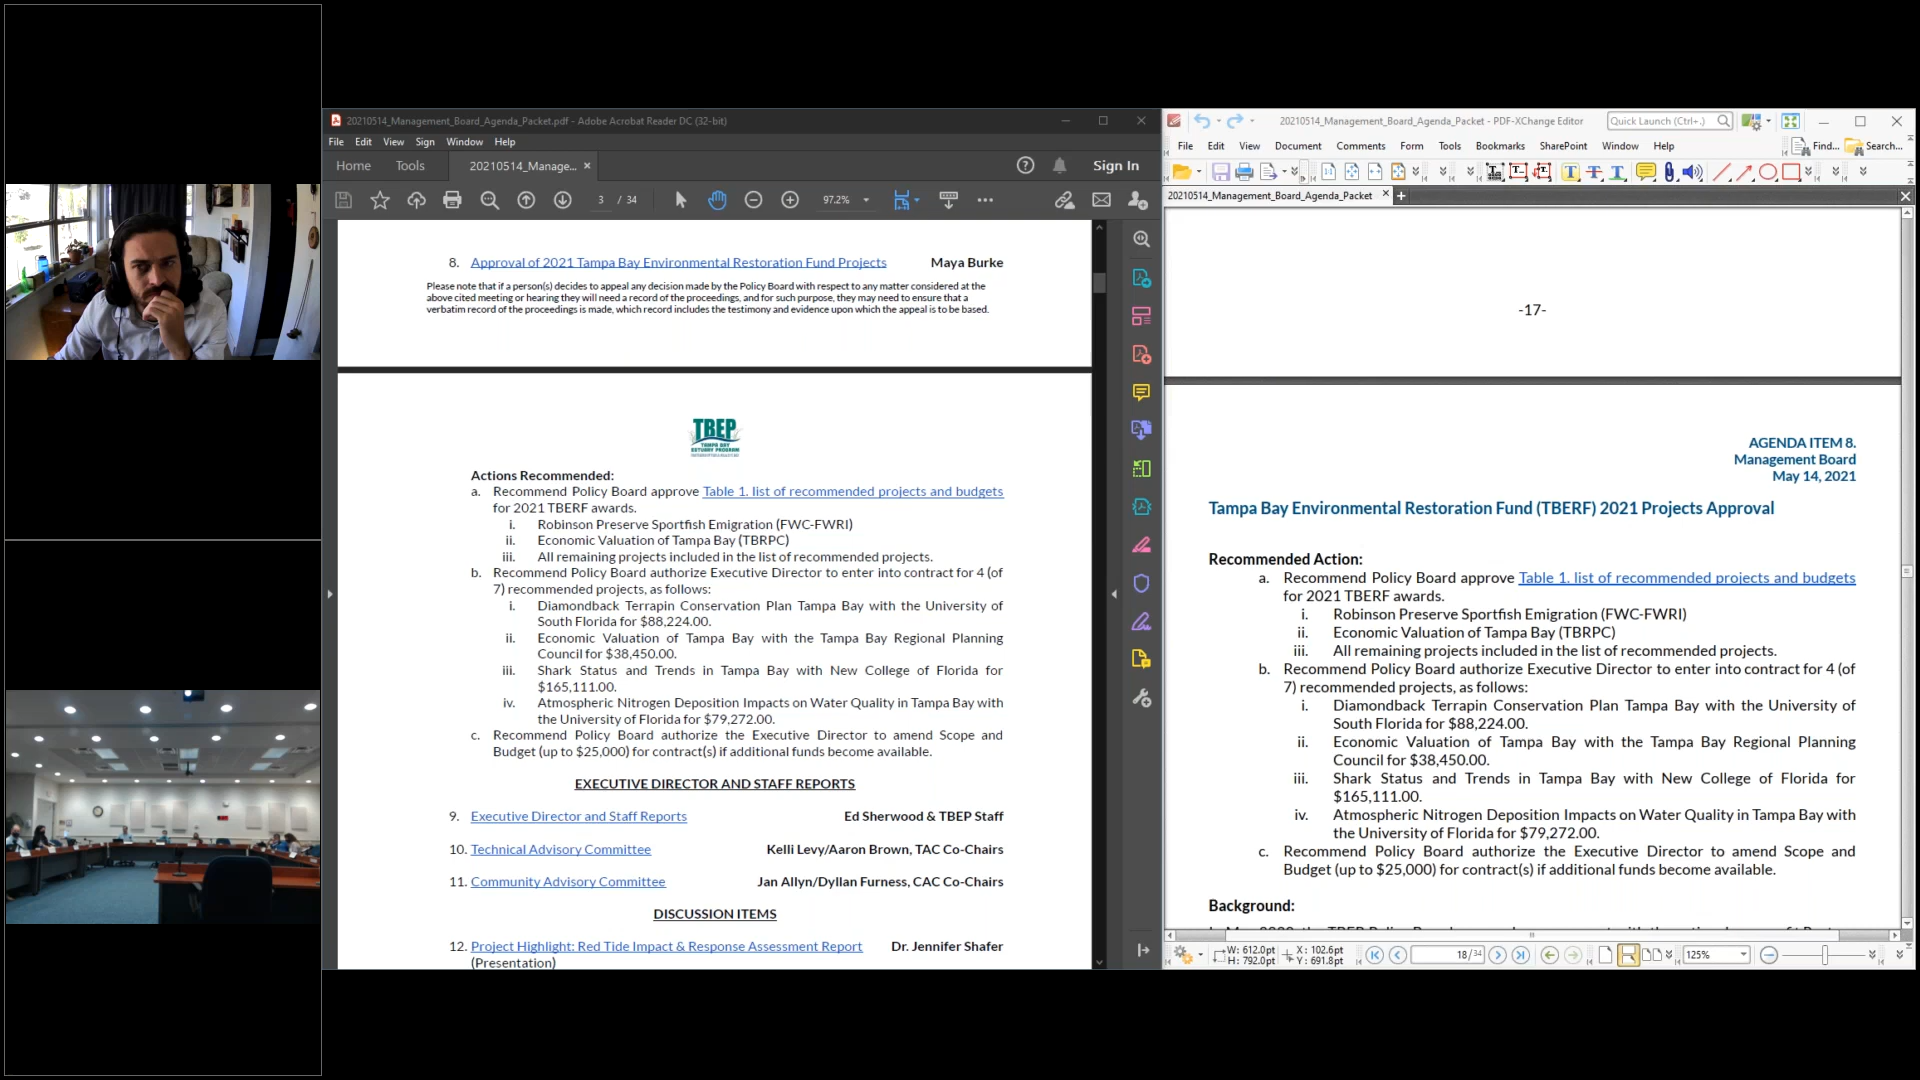 20210514_Management_Board_Agenda_Packet.pdf - Adobe Acrobat Reader DC (32-bit)
File Edit View Sign Window Help
Home Tools 20210514_Manage... × Sign In
3 / 34 97.2%
8. Approval of 2021 Tampa Bay Environmental Restoration Fund Projects Maya Burke
Please note that if a person(s) decides to appeal any decision made by the Policy Board with respect to any matter considered at the
above cited meeting or hearing they will need a record of the proceedings, and for such purpose, they may need to ensure that a
verbatim record of the proceedings is made, which record includes the testimony and evidence upon which the appeal is to be based.
TBEP
TAMPA BAY
ESTUARY PROGRAM
Actions Recommended:
a. Recommend Policy Board approve Table 1. list of recommended projects and budgets
for 2021 TBERF awards.
i. Robinson Preserve Sportfish Emigration (FWC-FWRI)
ii. Economic Valuation of Tampa Bay (TBRPC)
iii. All remaining projects included in the list of recommended projects.
b. Recommend Policy Board authorize Executive Director to enter into contract for 4 (of
7) recommended projects, as follows:
i. Diamondback Terrapin Conservation Plan Tampa Bay with the University of
South Florida for $88,224.00.
ii. Economic Valuation of Tampa Bay with the Tampa Bay Regional Planning
Council for $38,450.00.
iii. Shark Status and Trends in Tampa Bay with New College of Florida for
$165,111.00.
iv. Atmospheric Nitrogen Deposition Impacts on Water Quality in Tampa Bay with
the University of Florida for $79,272.00.
c. Recommend Policy Board authorize the Executive Director to amend Scope and
Budget (up to $25,000) for contract(s) if additional funds become available.
EXECUTIVE DIRECTOR AND STAFF REPORTS
9. Executive Director and Staff Reports Ed Sherwood & TBEP Staff
10. Technical Advisory Committee Kelli Levy/Aaron Brown, TAC Co-Chairs
11. Community Advisory Committee Jan Allyn/Dyllan Furness, CAC Co-Chairs
DISCUSSION ITEMS
12. Project Highlight: Red Tide Impact & Response Assessment Report Dr. Jennifer Shafer
(Presentation)
20210514_Management_Board_Agenda_Packet - PDF-XChange Editor Quick Launch (Ctrl+.)
File Edit View Document Comments Form Tools Bookmarks SharePoint Window Help Find... Search...
20210514_Management_Board_Agenda_Packet ×
-17-
AGENDA ITEM 8.
Management Board
May 14, 2021
Tampa Bay Environmental Restoration Fund (TBERF) 2021 Projects Approval
Recommended Action:
a. Recommend Policy Board approve Table 1. list of recommended projects and budgets
for 2021 TBERF awards.
i. Robinson Preserve Sportfish Emigration (FWC-FWRI)
ii. Economic Valuation of Tampa Bay (TBRPC)
iii. All remaining projects included in the list of recommended projects.
b. Recommend Policy Board authorize Executive Director to enter into contract for 4 (of
7) recommended projects, as follows:
i. Diamondback Terrapin Conservation Plan Tampa Bay with the University of
South Florida for $88,224.00.
ii. Economic Valuation of Tampa Bay with the Tampa Bay Regional Planning
Council for $38,450.00.
iii. Shark Status and Trends in Tampa Bay with New College of Florida for
$165,111.00.
iv. Atmospheric Nitrogen Deposition Impacts on Water Quality in Tampa Bay with
the University of Florida for $79,272.00.
c. Recommend Policy Board authorize the Executive Director to amend Scope and
Budget (up to $25,000) for contract(s) if additional funds become available.
Background:
W: 612.0pt X: 102.6pt
H: 792.0pt Y: 691.8pt
18 / 34 125%